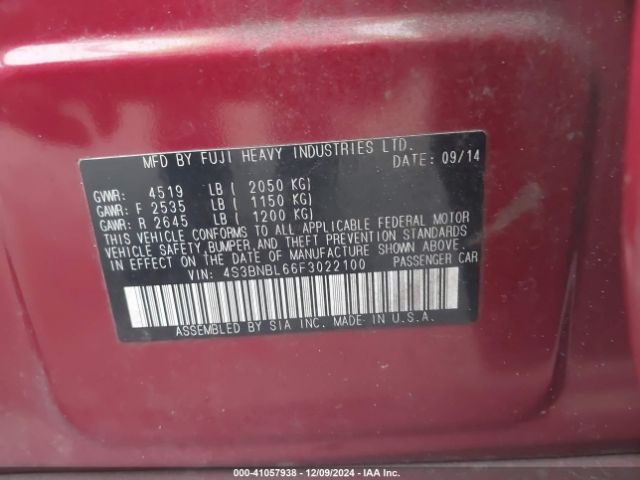 MFD BY FUJI HEAVY INDUSTRIES LTD.
DATE: 09/14
GVWR: 4519 LB ( 2050 KG)
GAWR: F 2535 LB ( 1150 KG)
GAWR: R 2645 LB ( 1200 KG)
THIS VEHICLE CONFORMS TO ALL APPLICABLE FEDERAL MOTOR
VEHICLE SAFETY, BUMPER, AND THEFT PREVENTION STANDARDS
IN EFFECT ON THE DATE OF MANUFACTURE SHOWN ABOVE.
VIN: 4S3BNBL66F3022100 PASSENGER CAR
ASSEMBLED BY SIA INC. MADE IN U.S.A.
000-41057938 - 12/09/2024 - IAA Inc.